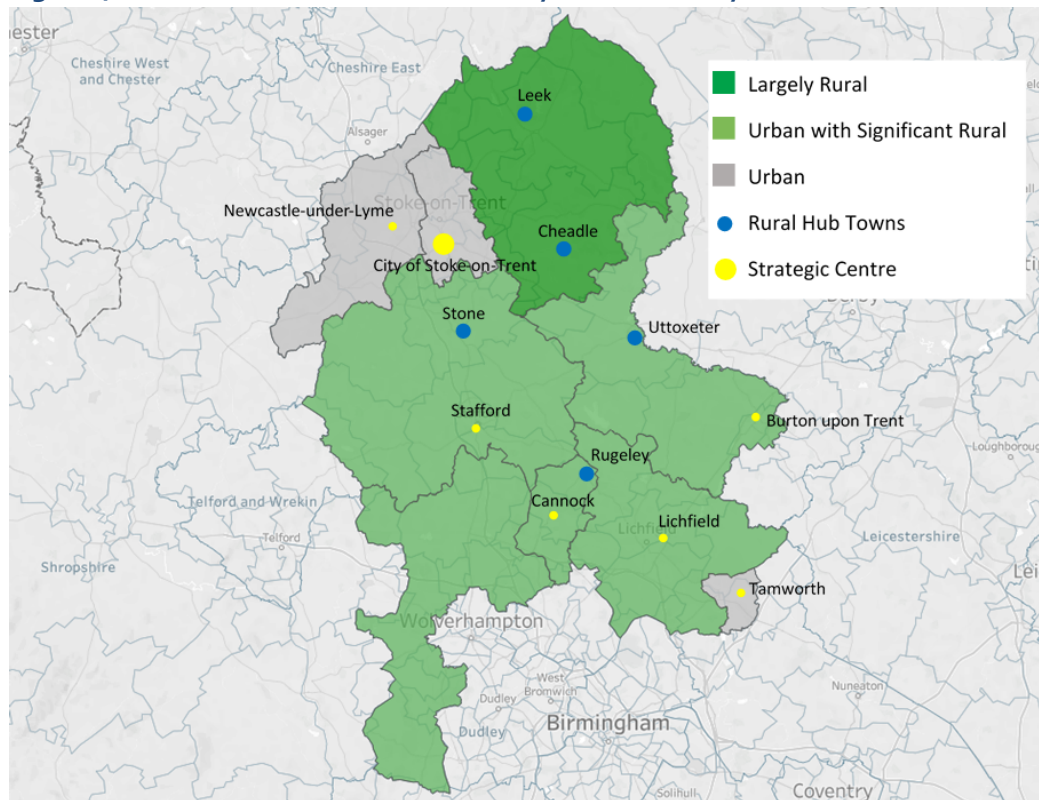 Cheshire West
and Chester
Cheshire East
Alsager
Leek
Largely Rural
Urban with Significant Rural
Urban
Rural Hub Towns
Strategic Centre
Stoke-on-Trent
Newcastle-under-Lyme
City of Stoke-on-Trent
Cheadle
Stone
Uttoxeter
Stafford
Burton upon Trent
Rugeley
Loughborough
Telford and Wrekin
Telford
Cannock
Lichfield
Lichfield
Leicestershire
Shropshire
Tamworth
Wolverhampton
West
Bromwich
Dudley
Dudley
Birmingham
Nuneaton
Solihull
Coventry